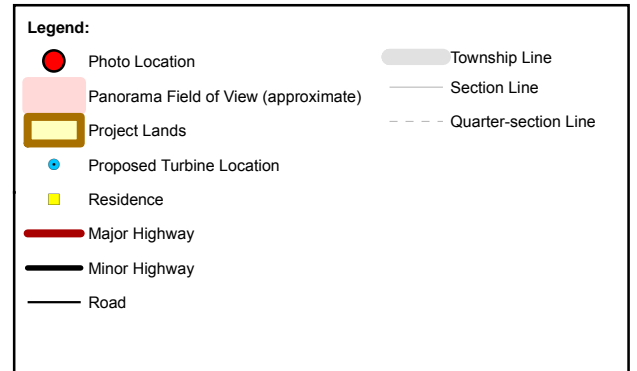 Legend:
Photo Location
Panorama Field of View (approximate)
Project Lands
Proposed Turbine Location
Residence
Major Highway
Minor Highway
Road
Township Line
Section Line
Quarter-section Line